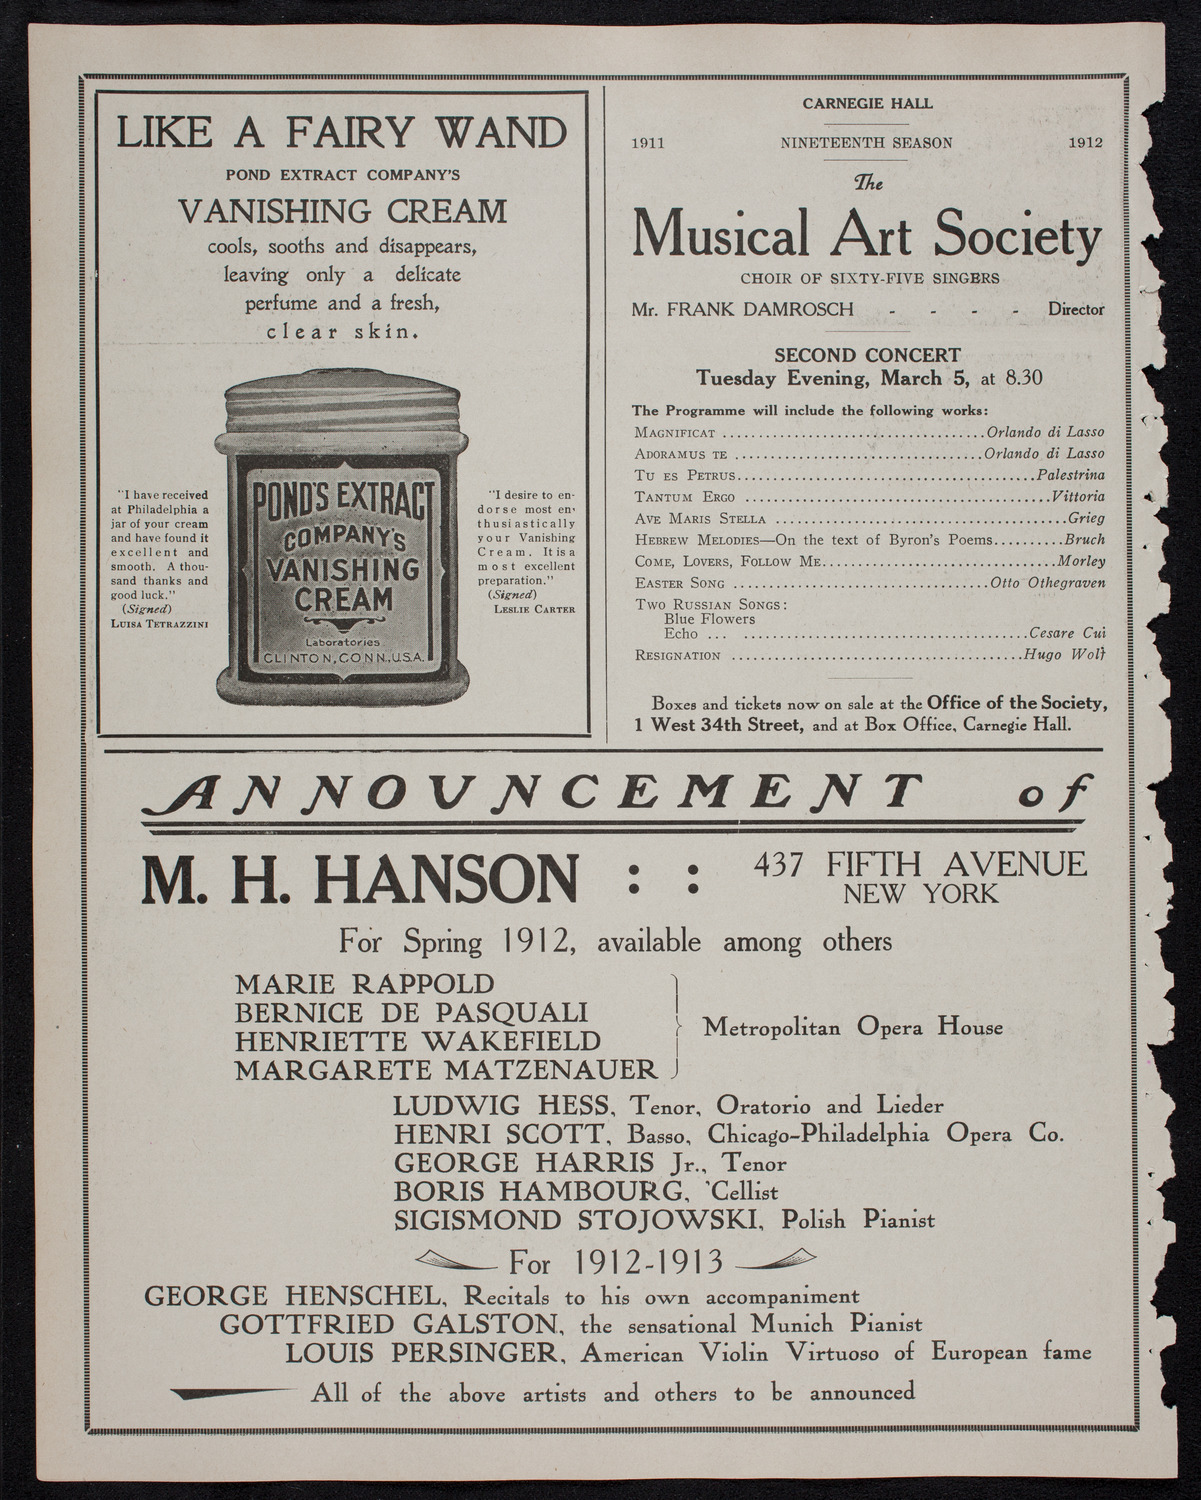 LIKE A FAIRY WAND
POND EXTRACT COMPANY'S
VANISHING CREAM
cools, sooths and disappears,
leaving only a delicate
perfume and a fresh,
clear skin.
"I have received
at Philadelphia a
jar of your cream
and have found it
excellent and
smooth. A thou-
sand thanks and
good luck."
(Signed)
LUISA TETRAZZINI
POND'S EXTRACT
COMPANY'S
VANISHING
CREAM
Laboratories
CLINTON, CONN., U.S.A.
"I desire to en-
dorse most en-
thusiastically
your Vanishing
Cream. It is a
most excellent
preparation."
(Signed)
LESLIE CARTER
CARNEGIE HALL
1911 NINETEENTH SEASON 1912
The
Musical Art Society
CHOIR OF SIXTY-FIVE SINGERS
Mr. FRANK DAMROSCH - - - - Director
SECOND CONCERT
Tuesday Evening, March 5, at 8.30
The Programme will include the following works:
MAGNIFICAT ........ Orlando di Lasso
ADORAMUS TE ........ Orlando di Lasso
TU ES PETRUS ........ Palestrina
TANTUM ERGO ........ Vittoria
AVE MARIS STELLA ........ Grieg
HEBREW MELODIES—On the text of Byron's Poems ........ Bruch
COME, LOVERS, FOLLOW ME ........ Morley
EASTER SONG ........ Otto Othegraven
TWO RUSSIAN SONGS:
Blue Flowers
Echo ... ........ Cesare Cui
RESIGNATION ........ Hugo Wolf
Boxes and tickets now on sale at the Office of the Society,
1 West 34th Street, and at Box Office, Carnegie Hall.
ANNOUNCEMENT of
M. H. HANSON : : 437 FIFTH AVENUE
NEW YORK
For Spring 1912, available among others
MARIE RAPPOLD
BERNICE DE PASQUALI
HENRIETTE WAKEFIELD
MARGARETE MATZENAUER
Metropolitan Opera House
LUDWIG HESS, Tenor, Oratorio and Lieder
HENRI SCOTT, Basso, Chicago-Philadelphia Opera Co.
GEORGE HARRIS Jr., Tenor
BORIS HAMBOURG, 'Cellist
SIGISMOND STOJOWSKI, Polish Pianist
For 1912-1913
GEORGE HENSCHEL, Recitals to his own accompaniment
GOTTFRIED GALSTON, the sensational Munich Pianist
LOUIS PERSINGER, American Violin Virtuoso of European fame
All of the above artists and others to be announced